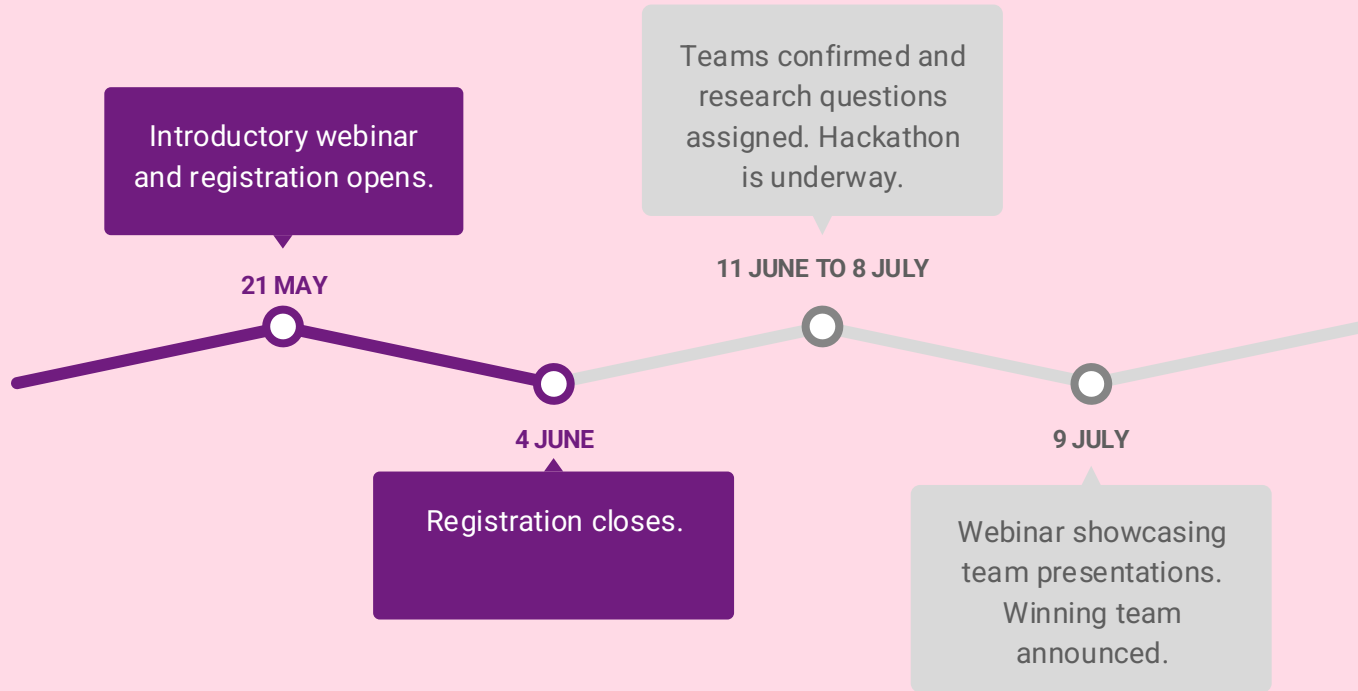 Introductory webinar
and registration opens.
21 MAY
4 JUNE
Registration closes.
Teams confirmed and
research questions
assigned. Hackathon
is underway.
11 JUNE TO 8 JULY
9 JULY
Webinar showcasing
team presentations.
Winning team
announced.